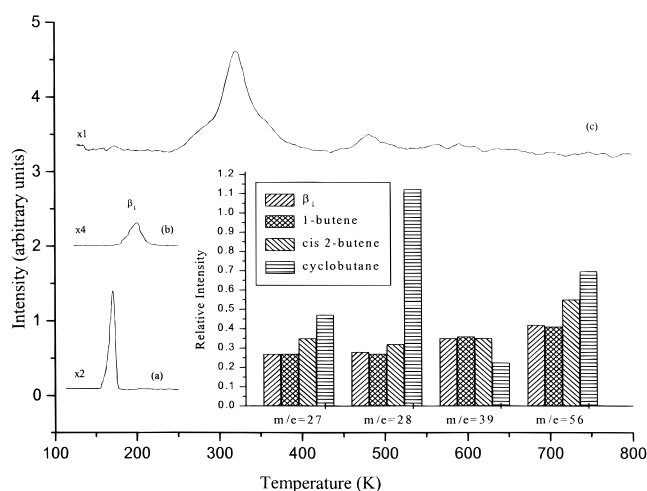 5
4
3
2
1
0
Intensity (arbitrary units)
x1
(c)
β1
x4
(b)
x2
(a)
1.2
1.1
1.0
0.9
0.8
0.7
0.6
0.5
0.4
0.3
0.2
0.1
0.0
Relative Intensity
β1
1-butene
cis 2-butene
cyclobutane
m/e=27 m/e=28 m/e=39 m/e=56
100 200 300 400 500 600 700 800
Temperature (K)